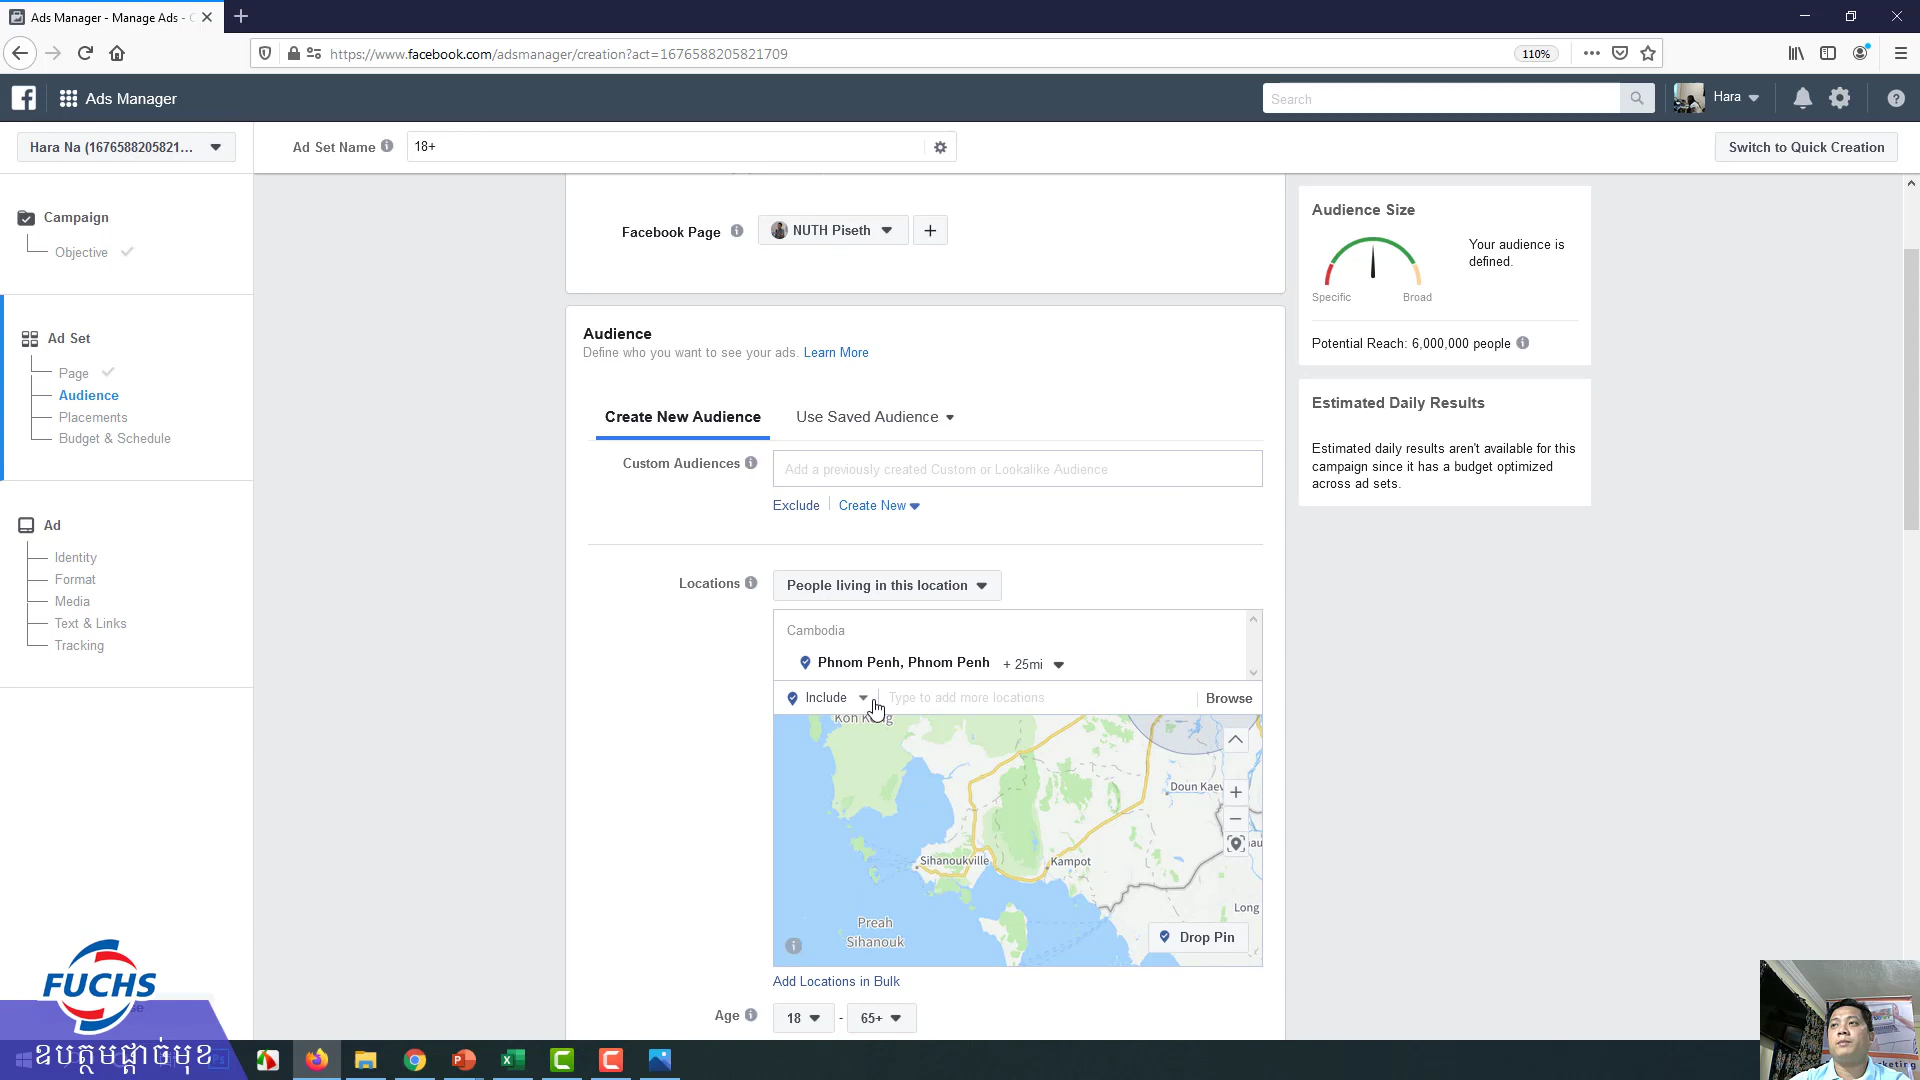 Ads Manager - Manage Ads - C
https://www.facebook.com/adsmanager/creation?act=1676588205821709
110%
Ads Manager
Search
Hara
Hara Na (1676588205821...
Ad Set Name
18+
Switch to Quick Creation
Campaign
Objective
Ad Set
Page
Audience
Placements
Budget & Schedule
Ad
Identity
Format
Media
Text & Links
Tracking
Facebook Page
NUTH Piseth
Audience
Define who you want to see your ads. Learn More
Create New Audience
Use Saved Audience
Custom Audiences
Add a previously created Custom or Lookalike Audience
Exclude
Create New
Locations
People living in this location
Cambodia
Phnom Penh, Phnom Penh + 25mi
Include
Type to add more locations
Browse
Doun Kaev
Sihanoukville
Kampot
Long
Preah
Sihanouk
Drop Pin
Add Locations in Bulk
Age
18 - 65+
Audience Size
Your audience is
defined.
Specific
Broad
Potential Reach: 6,000,000 people
Estimated Daily Results
Estimated daily results aren't available for this
campaign since it has a budget optimized
across ad sets.
FUCHS
ឧបត្ថមផ្តាច់មុខ